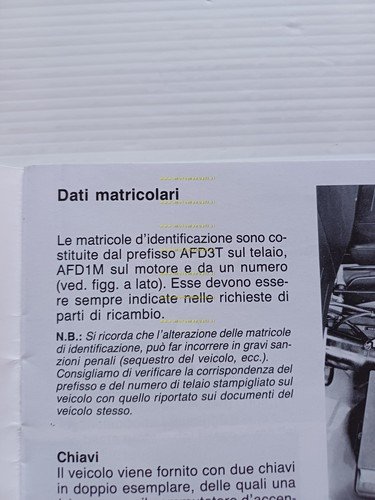 Dati matricolari
Le matricole d'identificazione sono co-
stituite dal prefisso AFD3T sul telaio,
AFD1M sul motore e da un numero
(ved. figg. a lato). Esse devono esse-
re sempre indicate nelle richieste di
parti di ricambio.
N.B.: Si ricorda che l'alterazione delle matricole
di identificazione, può far incorrere in gravi san-
zioni penali (sequestro del veicolo, ecc.).
Consigliamo di verificare la corrispondenza del
prefisso e del numero di telaio stampigliato sul
veicolo con quello riportato sui documenti del
veicolo stesso.
Chiavi
Il veicolo viene fornito con due chiavi
in doppio esemplare, delle quali una